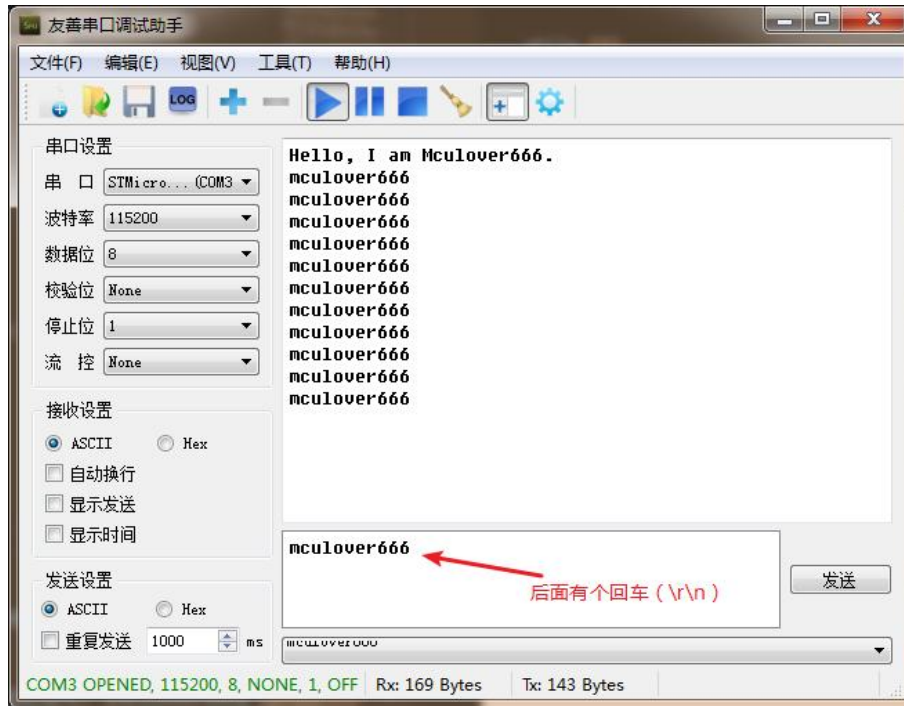 友善串口调试助手
文件(F) 编辑(E) 视图(V) 工具(T) 帮助(H)
LOG
串口设置
串 口 STMicro... (COM3
波特率 115200
数据位 8
校验位 None
停止位 1
流 控 None
接收设置
ASCII Hex
自动换行
显示发送
显示时间
发送设置
ASCII Hex
重复发送 1000 ms
Hello, I am Mculover666.
mculover666
mculover666
mculover666
mculover666
mculover666
mculover666
mculover666
mculover666
mculover666
mculover666
mculover666
mculover666
后面有个回车（\r\n）
发送
mculover666
COM3 OPENED, 115200, 8, NONE, 1, OFF Rx: 169 Bytes Tx: 143 Bytes